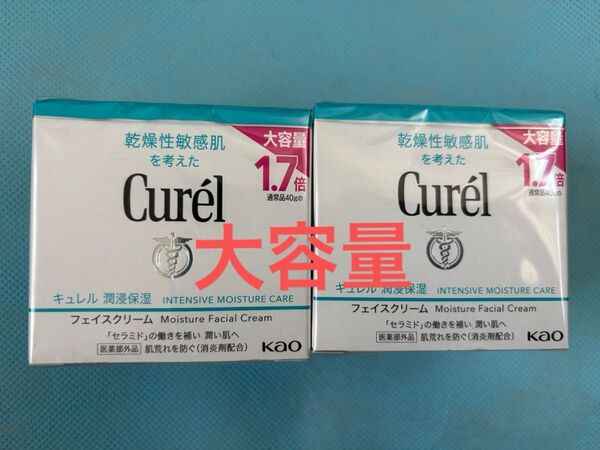 乾燥性敏感肌
を考えた
大容量
1.7倍
通常品40gの
Curél
キュレル 潤浸保湿 INTENSIVE MOISTURE CARE
フェイスクリーム Moisture Facial Cream
「セラミド」の働きを補い 潤い肌へ
医薬部外品 肌荒れを防ぐ(消炎剤配合)
Kao
乾燥性敏感肌
を考えた
大容量
1.7倍
通常品40gの
Curél
キュレル 潤浸保湿 INTENSIVE MOISTURE CARE
フェイスクリーム Moisture Facial Cream
「セラミド」の働きを補い 潤い肌へ
医薬部外品 肌荒れを防ぐ(消炎剤配合)
Kao
大容量